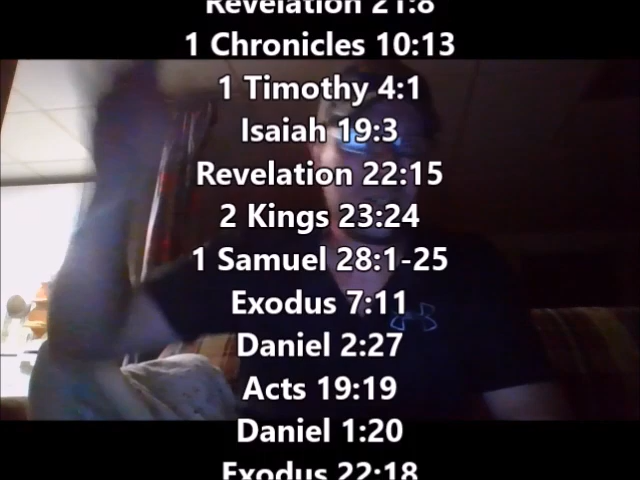 Revelation 21:8
1 Chronicles 10:13
1 Timothy 4:1
Isaiah 19:3
Revelation 22:15
2 Kings 23:24
1 Samuel 28:1-25
Exodus 7:11
Daniel 2:27
Acts 19:19
Daniel 1:20
Exodus 22:18